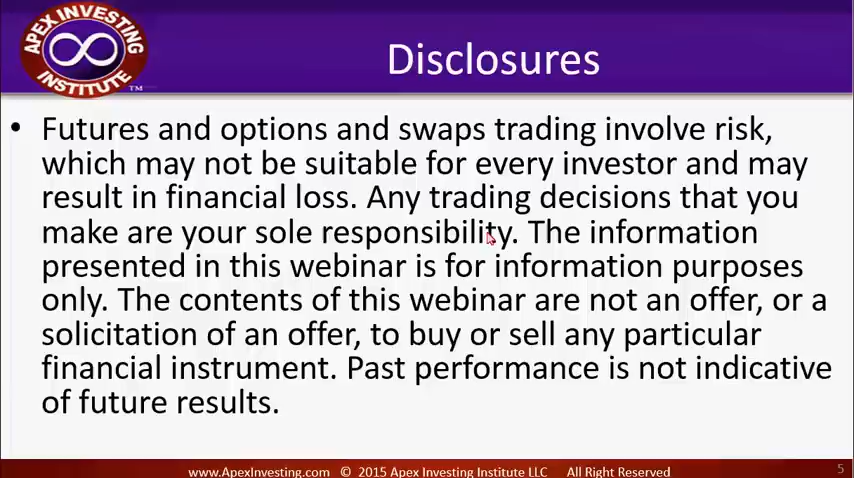 APEX INVESTING
INSTITUTE
TM
Disclosures
• Futures and options and swaps trading involve risk,
which may not be suitable for every investor and may
result in financial loss. Any trading decisions that you
make are your sole responsibility. The information
presented in this webinar is for information purposes
only. The contents of this webinar are not an offer, or a
solicitation of an offer, to buy or sell any particular
financial instrument. Past performance is not indicative
of future results.
www.ApexInvesting.com © 2015 Apex Investing Institute LLC All Right Reserved
5